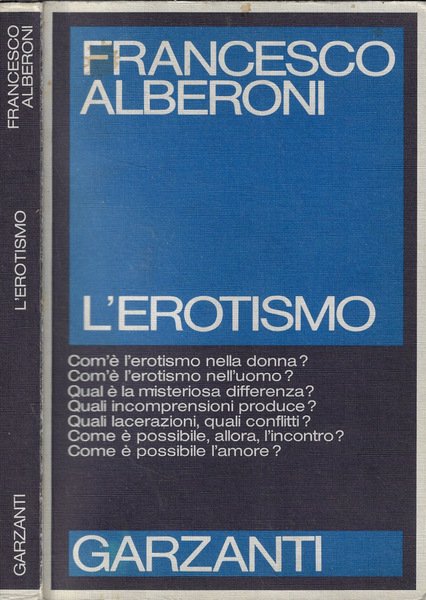 FRANCESCO
ALBERONI
L'EROTISMO
GARZANTI
FRANCESCO
ALBERONI
L'EROTISMO
Com'è l'erotismo nella donna?
Com'è l'erotismo nell'uomo?
Qual è la misteriosa differenza?
Quali incomprensioni produce?
Quali lacerazioni, quali conflitti?
Come è possibile, allora, l'incontro?
Come è possibile l'amore?
GARZANTI